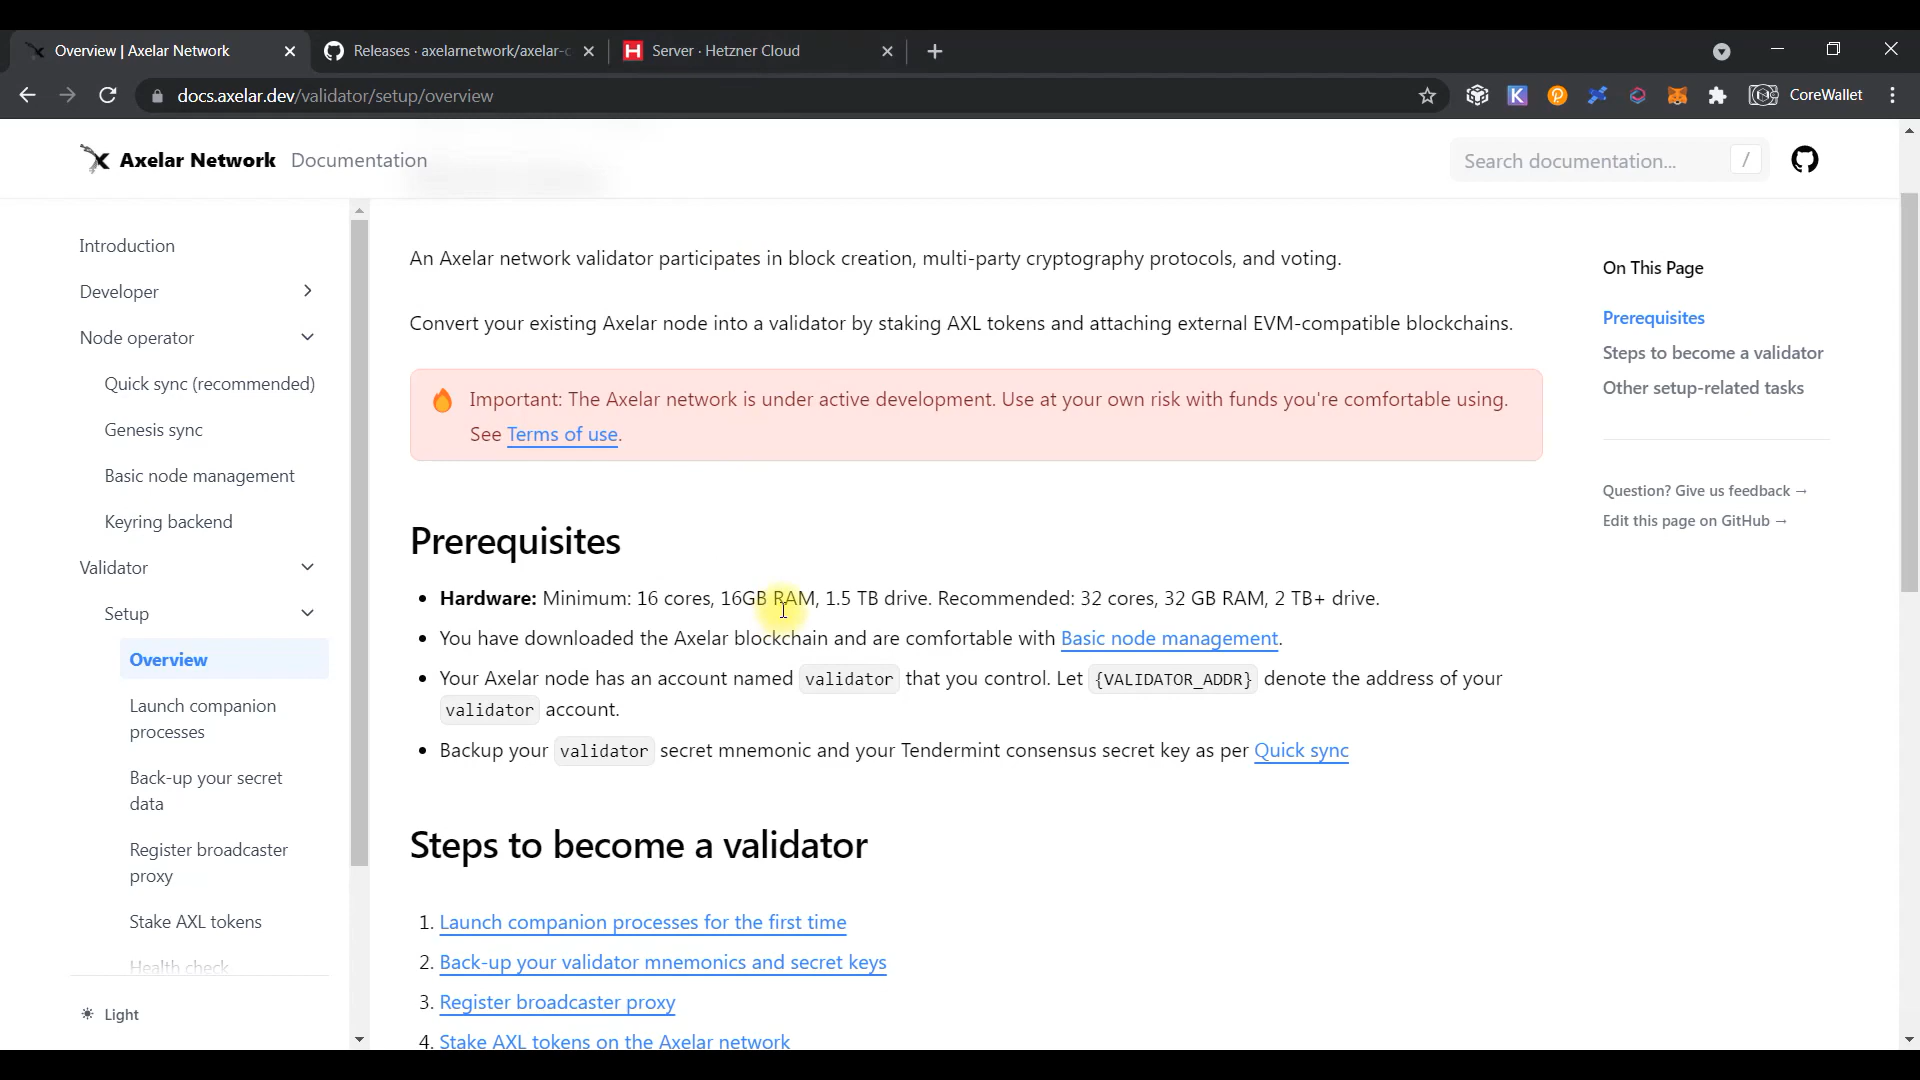 Overview | Axelar Network
Releases · axelarnetwork/axelar-c
H Server · Hetzner Cloud
docs.axelar.dev/validator/setup/overview
K
CoreWallet
Axelar Network Documentation
Search documentation... /
Introduction
Developer
Node operator
Quick sync (recommended)
Genesis sync
Basic node management
Keyring backend
Validator
Setup
Overview
Launch companion
processes
Back-up your secret
data
Register broadcaster
proxy
Stake AXL tokens
Health check
Light
An Axelar network validator participates in block creation, multi-party cryptography protocols, and voting.
Convert your existing Axelar node into a validator by staking AXL tokens and attaching external EVM-compatible blockchains.
Important: The Axelar network is under active development. Use at your own risk with funds you're comfortable using.
See Terms of use.
Prerequisites
• Hardware: Minimum: 16 cores, 16GB RAM, 1.5 TB drive. Recommended: 32 cores, 32 GB RAM, 2 TB+ drive.
• You have downloaded the Axelar blockchain and are comfortable with Basic node management.
• Your Axelar node has an account named validator that you control. Let {VALIDATOR_ADDR} denote the address of your
validator account.
• Backup your validator secret mnemonic and your Tendermint consensus secret key as per Quick sync
Steps to become a validator
1. Launch companion processes for the first time
2. Back-up your validator mnemonics and secret keys
3. Register broadcaster proxy
4. Stake AXL tokens on the Axelar network
On This Page
Prerequisites
Steps to become a validator
Other setup-related tasks
Question? Give us feedback →
Edit this page on GitHub →